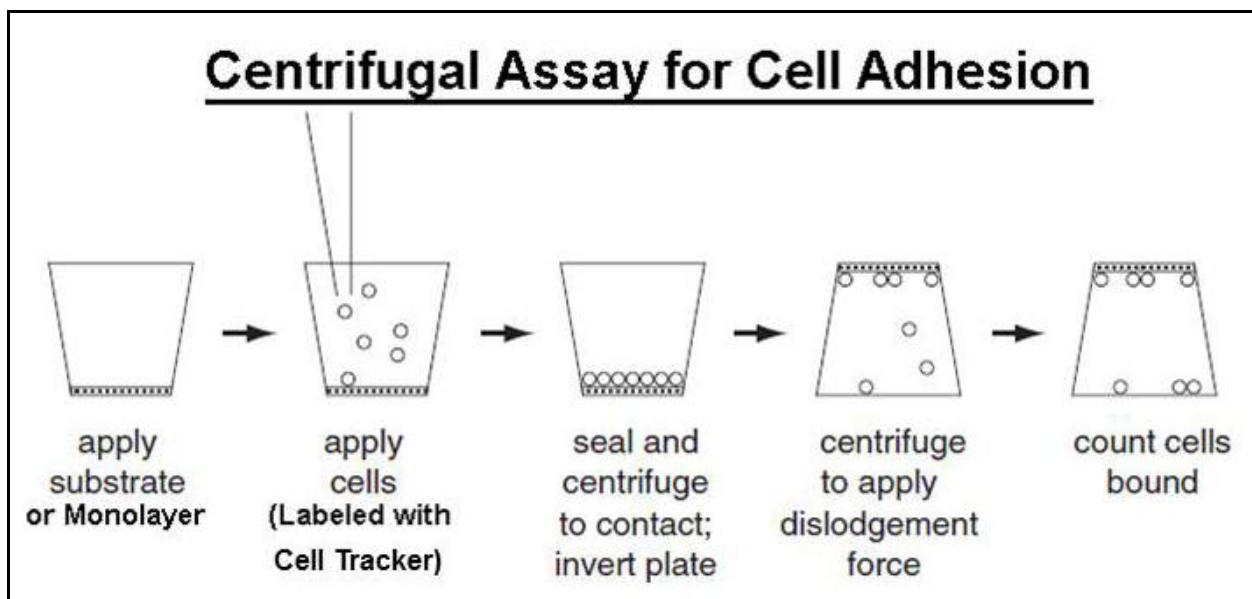 Centrifugal Assay for Cell Adhesion
apply
substrate
or Monolayer
apply
cells
(Labeled with
Cell Tracker)
seal and
centrifuge
to contact;
invert plate
centrifuge
to apply
dislodgement
force
count cells
bound